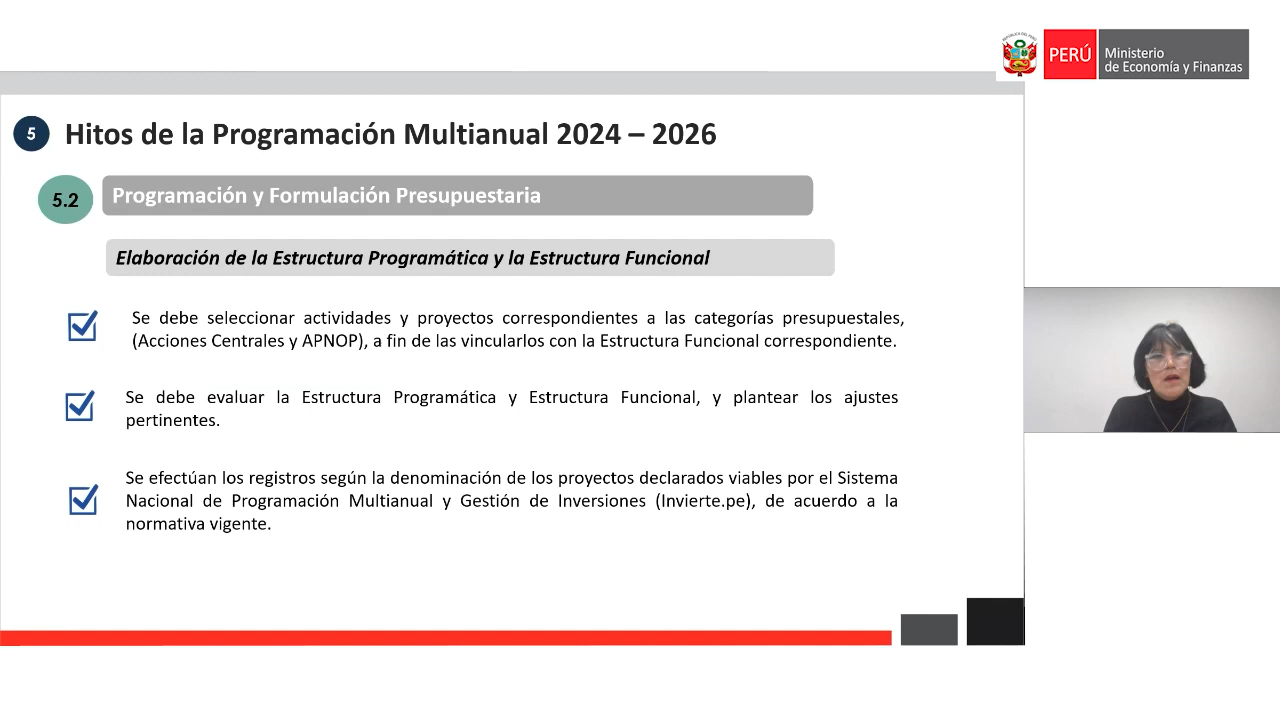 REPÚBLICA DEL PERÚ
PERÚ
Ministerio
de Economía y Finanzas
5
Hitos de la Programación Multianual 2024 – 2026
5.2
Programación y Formulación Presupuestaria
Elaboración de la Estructura Programática y la Estructura Funcional
Se debe seleccionar actividades y proyectos correspondientes a las categorías presupuestales,
(Acciones Centrales y APNOP), a fin de las vincularlos con la Estructura Funcional correspondiente.
Se debe evaluar la Estructura Programática y Estructura Funcional, y plantear los ajustes
pertinentes.
Se efectúan los registros según la denominación de los proyectos declarados viables por el Sistema
Nacional de Programación Multianual y Gestión de Inversiones (Invierte.pe), de acuerdo a la
normativa vigente.